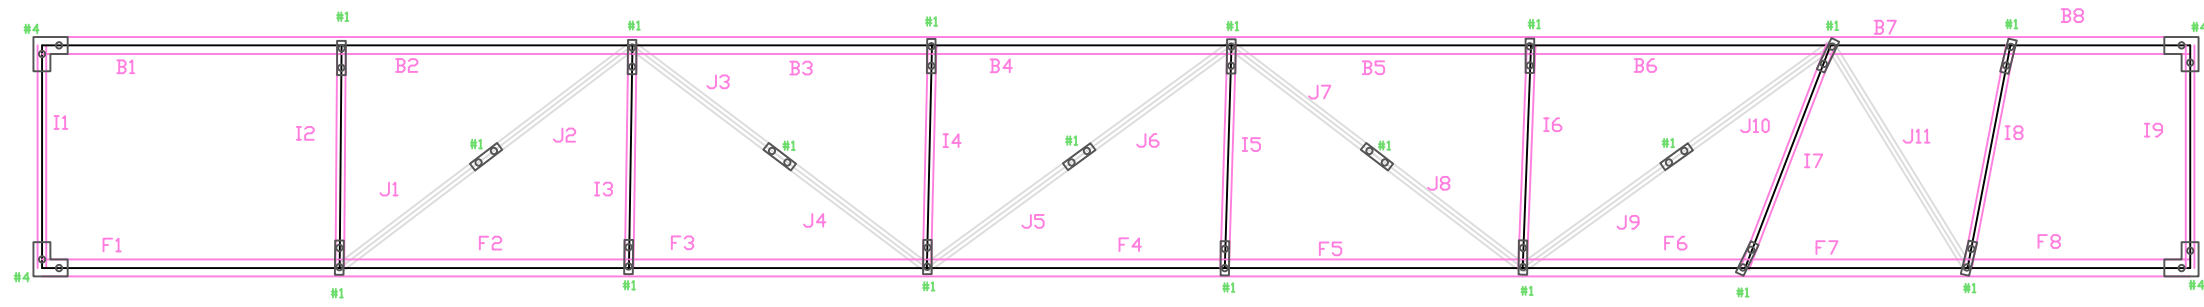 #4 #1 #1 #1 #1 #1 #1 B7 #1 B8 #4
B1 B2 B3 B4 B5 B6
I1 I2 J1 #1 J2 I3 J3 #1 J4 I4 J5 #1 J6 I5 J7 #1 J8 I6 J9 #1 J10 I7 J11 I8 I9
F1 F2 F3 F4 F5 F6 F7 F8
#4 #1 #1 #1 #1 #1 #1 #1 #4